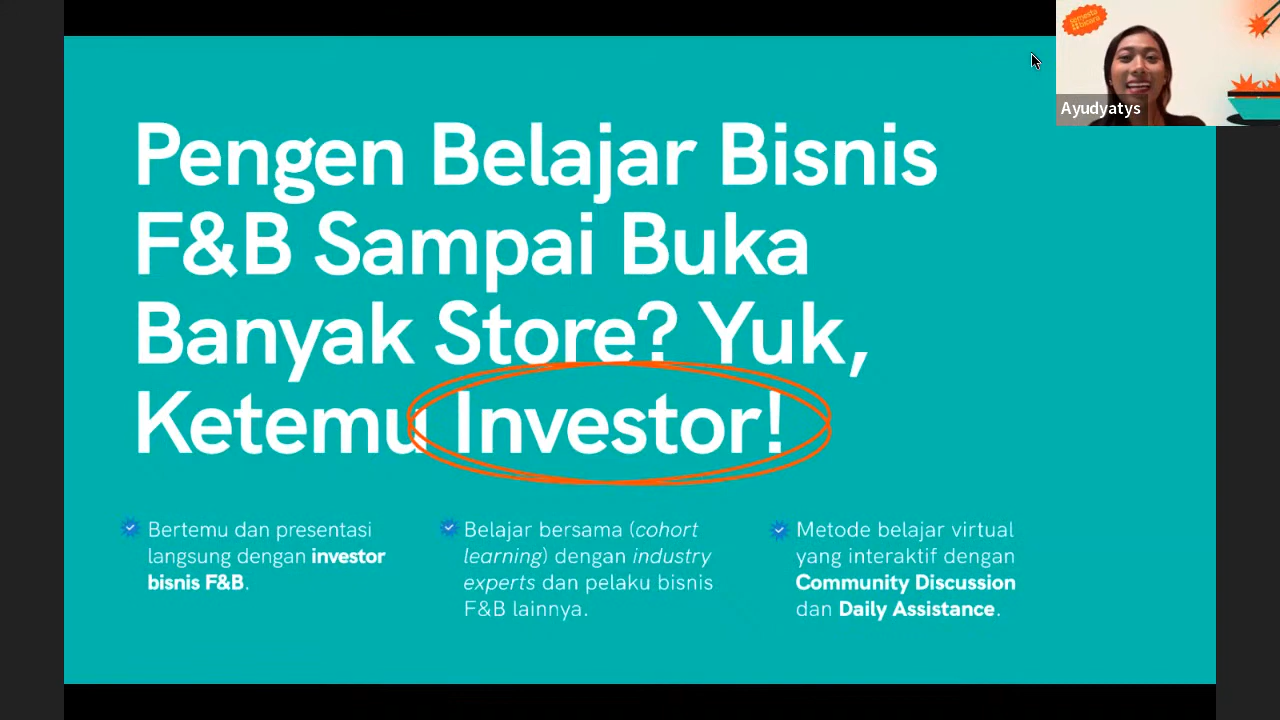 semesta
bicara
Ayudyatys
Pengen Belajar Bisnis
F&B Sampai Buka
Banyak Store? Yuk,
Ketemu Investor!
Bertemu dan presentasi
langsung dengan investor
bisnis F&B.
Belajar bersama (cohort
learning) dengan industry
experts dan pelaku bisnis
F&B lainnya.
Metode belajar virtual
yang interaktif dengan
Community Discussion
dan Daily Assistance.